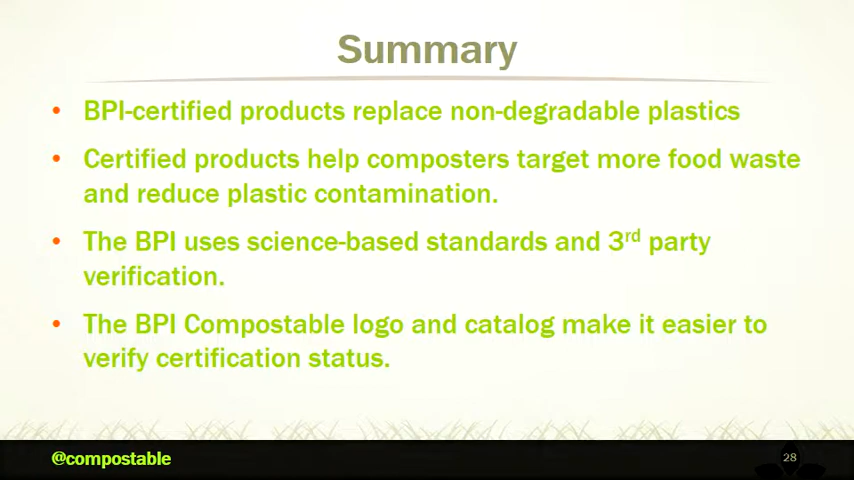 Summary
• BPI-certified products replace non-degradable plastics
• Certified products help composters target more food waste
and reduce plastic contamination.
• The BPI uses science-based standards and 3rd party
verification.
• The BPI Compostable logo and catalog make it easier to
verify certification status.
@compostable
28